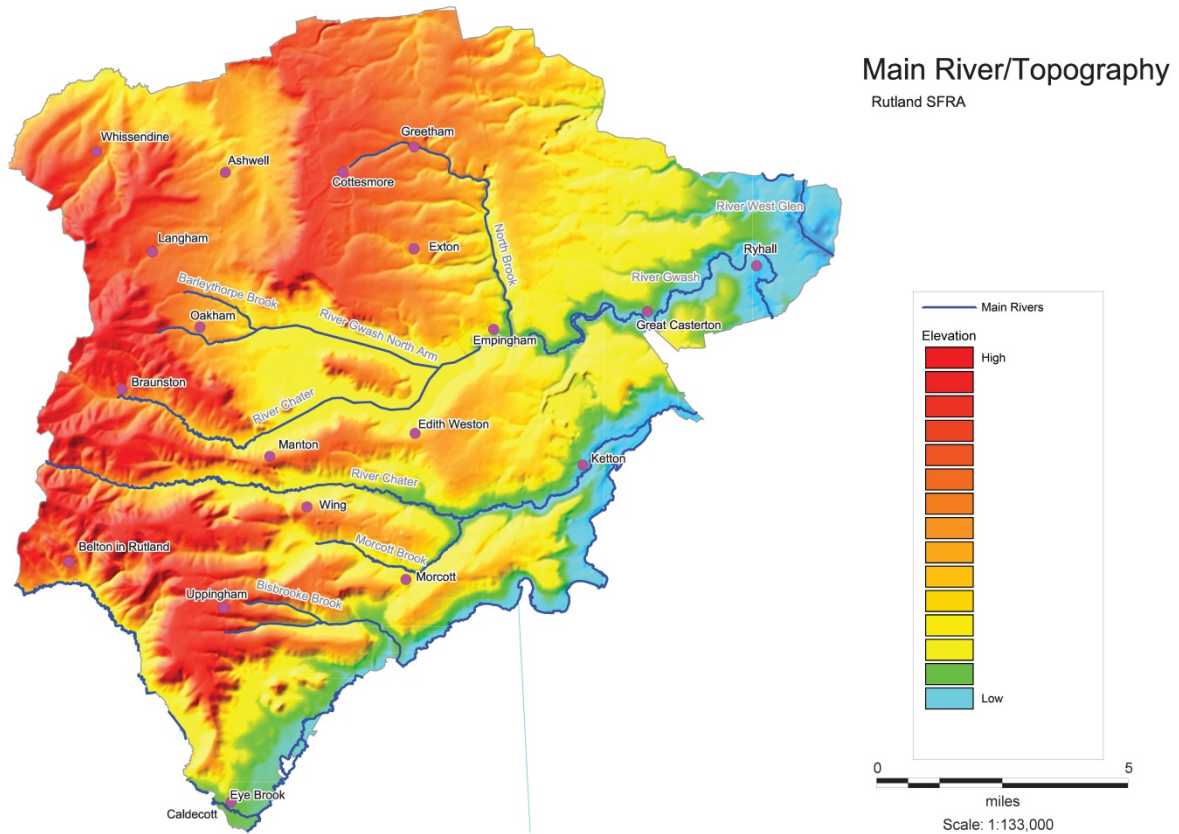 Main River/Topography
Rutland SFRA
Whissendine
Ashwell
Greetham
Cottesmore
Langham
Exton
North Brook
River West Glen
Ryhall
River Gwash
Barleythorpe Brook
Oakham
River Gwash North Arm
Empingham
Great Casterton
Braunston
River Chater
Edith Weston
Manton
Ketton
River Chater
Wing
Belton in Rutland
Morcott Brook
Morcott
Uppingham
Bisbrooke Brook
Eye Brook
Caldecott
Main Rivers
Elevation
High
Low
0 5
miles
Scale: 1:133,000